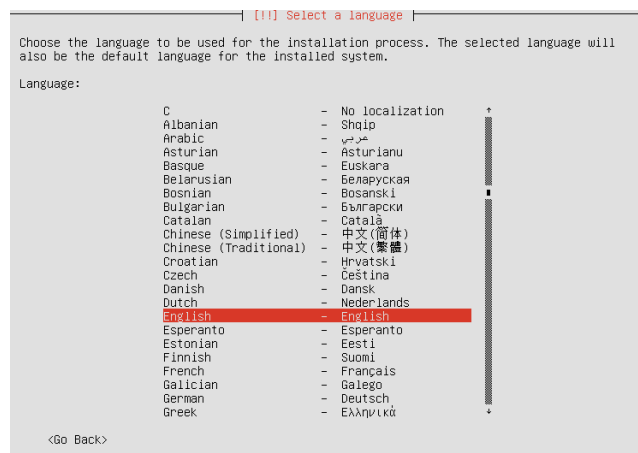 [!!] Select a language
Choose the language to be used for the installation process. The selected language will
also be the default language for the installed system.
Language:
C - No localization
Albanian - Shqip
Arabic - عربي
Asturian - Asturianu
Basque - Euskara
Belarusian - Беларуская
Bosnian - Bosanski
Bulgarian - Български
Catalan - Català
Chinese (Simplified) - 中文(简体)
Chinese (Traditional) - 中文(繁體)
Croatian - Hrvatski
Czech - Čeština
Danish - Dansk
Dutch - Nederlands
English - English
Esperanto - Esperanto
Estonian - Eesti
Finnish - Suomi
French - Français
Galician - Galego
German - Deutsch
Greek - Ελληνικά
<Go Back>